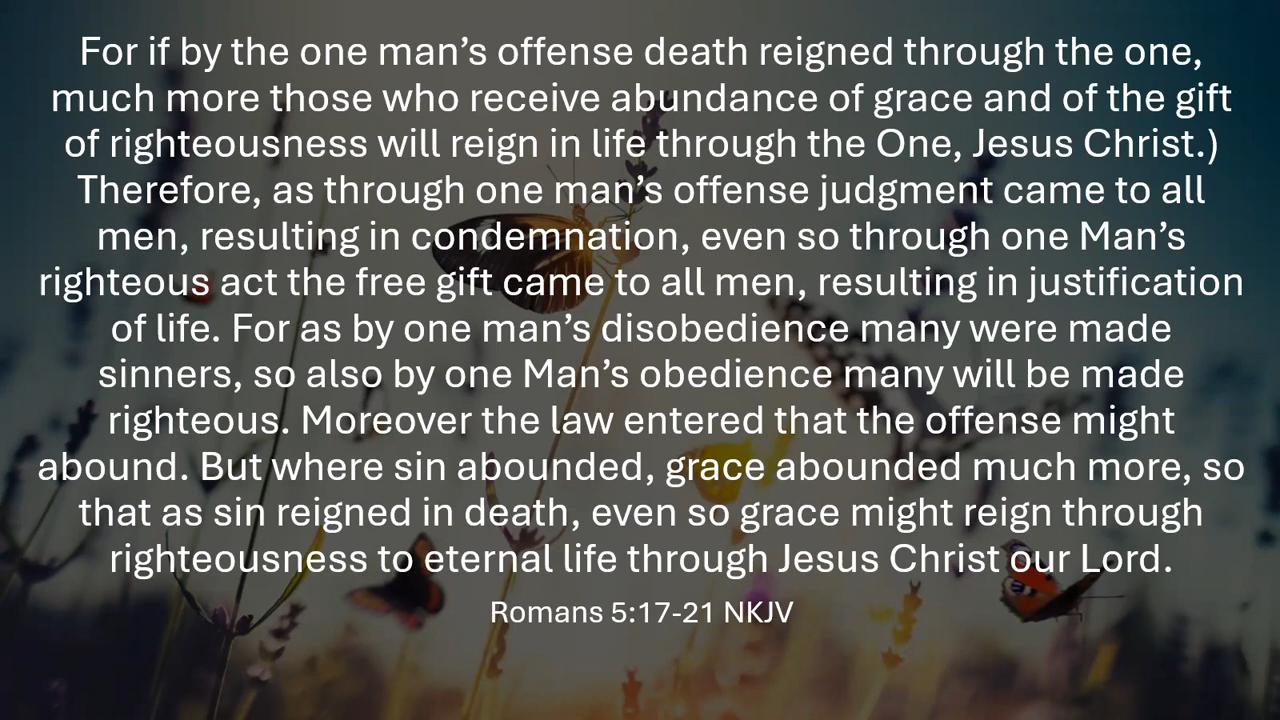 For if by the one man’s offense death reigned through the one,
much more those who receive abundance of grace and of the gift
of righteousness will reign in life through the One, Jesus Christ.)
Therefore, as through one man’s offense judgment came to all
men, resulting in condemnation, even so through one Man’s
righteous act the free gift came to all men, resulting in justification
of life. For as by one man’s disobedience many were made
sinners, so also by one Man’s obedience many will be made
righteous. Moreover the law entered that the offense might
abound. But where sin abounded, grace abounded much more, so
that as sin reigned in death, even so grace might reign through
righteousness to eternal life through Jesus Christ our Lord.
Romans 5:17-21 NKJV